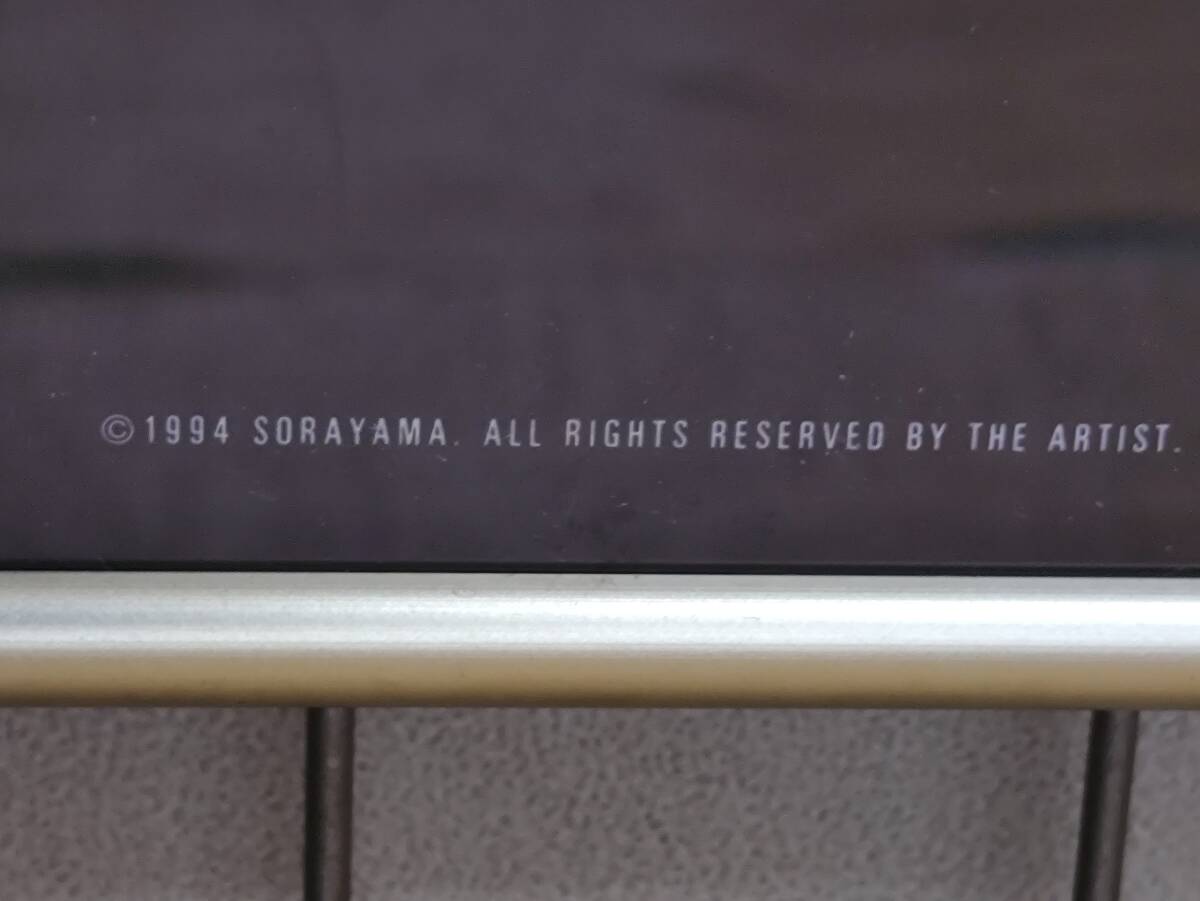 ©1994 SORAYAMA. ALL RIGHTS RESERVED BY THE ARTIST.